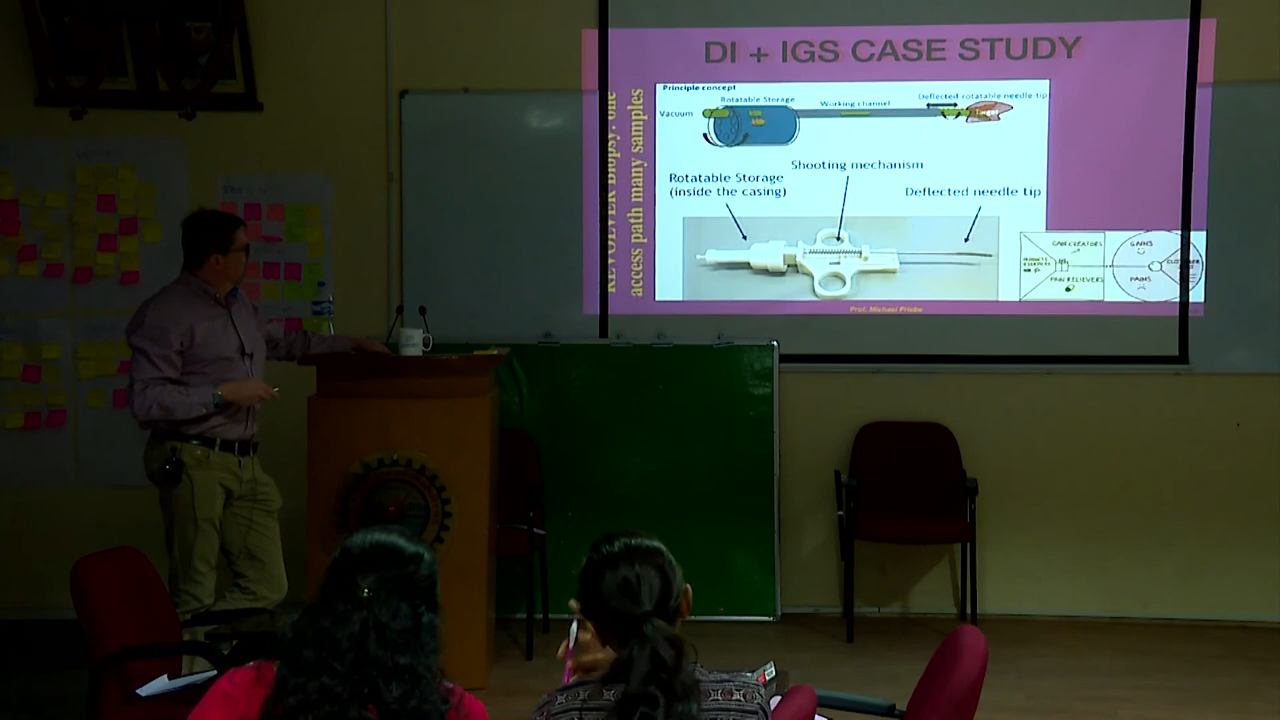 DI + IGS CASE STUDY
REVOLVER Biopsy: one
access path many samples
Principle concept
Rotatable Storage
Working channel
Deflected rotatable needle tip
Vacuum
Target
Shooting mechanism
Rotatable Storage
(inside the casing)
Deflected needle tip
GAIN CREATORS
PAIN RELIEVERS
GAINS
PAINS
Prof. Michael Friebe